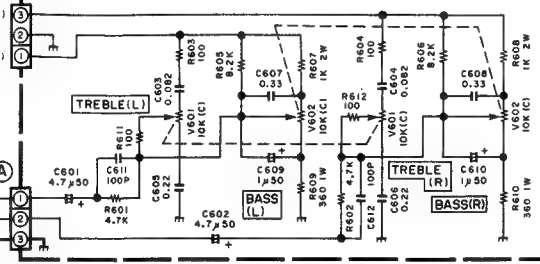 3
2
1
R603
100
C603
0.082
R605
8.2K
C607
0.33
R607
1K 2W
R604
100
C604
0.082
R606
8.2K
C608
0.33
R608
1K 2W
TREBLE(L)
R611
100
V601
10K(C)
V602
10K(C)
R612
100
V601
10K(C)
V602
10K(C)
A
C601
4.7μ50
C611
100P
R601
4.7K
C605
0.22
C609
1μ50
BASS
(L)
R609
360 1W
4.7K
R602
100P
C612
C606
0.22
TREBLE
(R)
C610
1μ50
BASS(R)
R610
360 1W
C602
4.7μ50
1
2
3